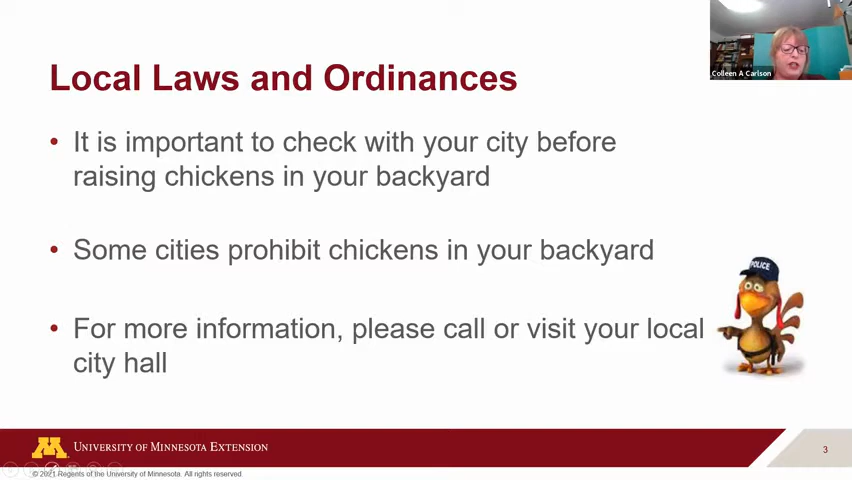 Colleen A Carlson
Local Laws and Ordinances
• It is important to check with your city before
raising chickens in your backyard
• Some cities prohibit chickens in your backyard
POLICE
• For more information, please call or visit your local
city hall
M UNIVERSITY OF MINNESOTA EXTENSION
3
© 2021 Regents of the University of Minnesota. All rights reserved.